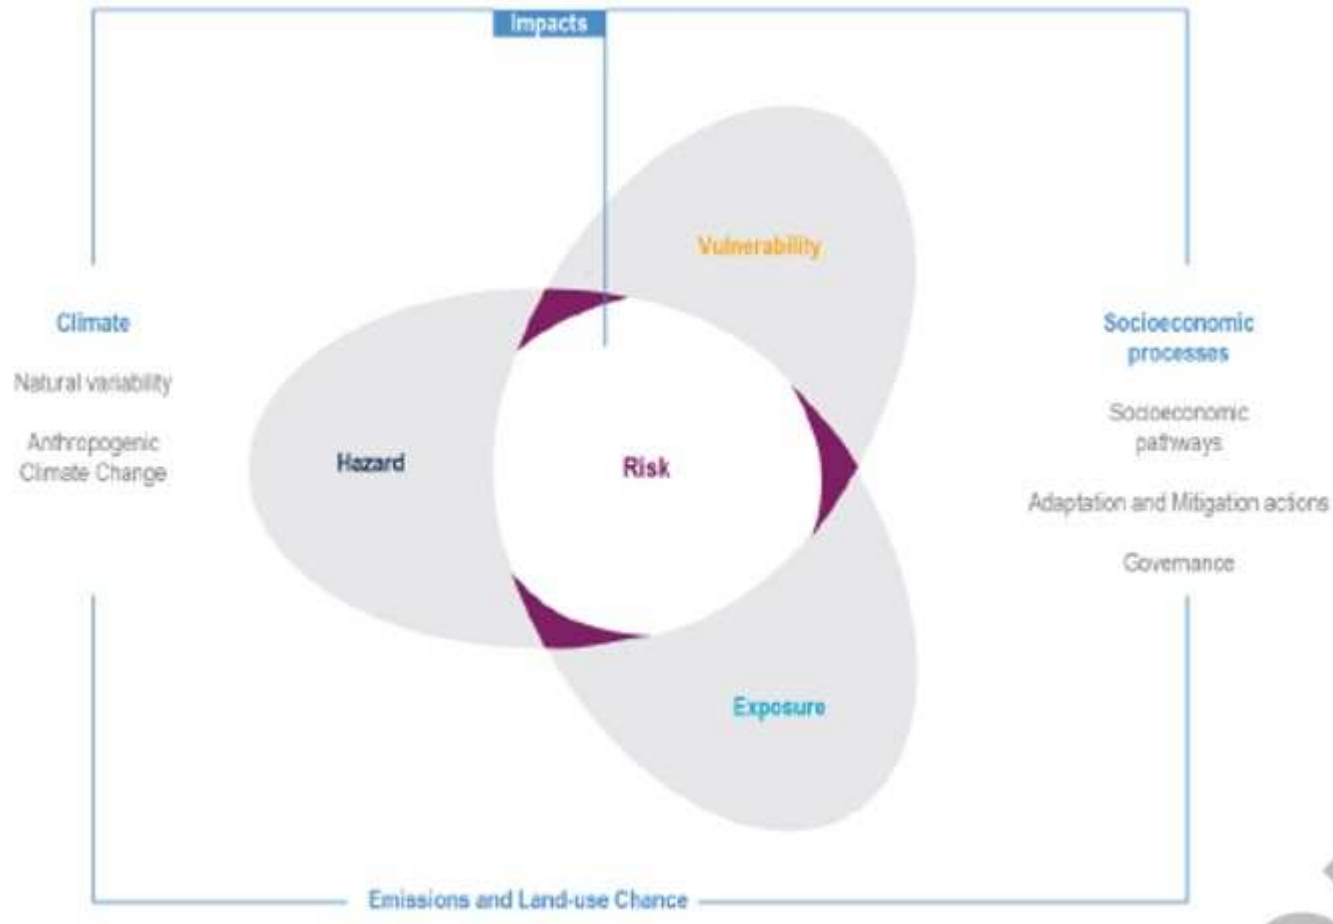 Impacts
Vulnerability
Climate
Natural variability
Anthropogenic
Climate Change
Hazard
Risk
Socioeconomic
processes
Socioeconomic
pathways
Adaptation and Mitigation actions
Governance
Exposure
Emissions and Land-use Chance